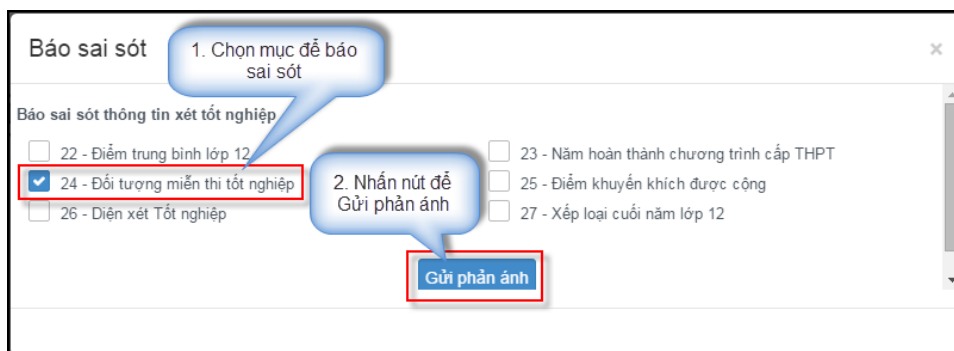 Báo sai sót
1. Chọn mục để báo
sai sót
×
Báo sai sót thông tin xét tốt nghiệp
22 - Điểm trung bình lớp 12
23 - Năm hoàn thành chương trình cấp THPT
24 - Đối tượng miễn thi tốt nghiệp
25 - Điểm khuyến khích được cộng
26 - Diện xét Tốt nghiệp
27 - Xếp loại cuối năm lớp 12
2. Nhấn nút để
Gửi phản ánh
Gửi phản ánh